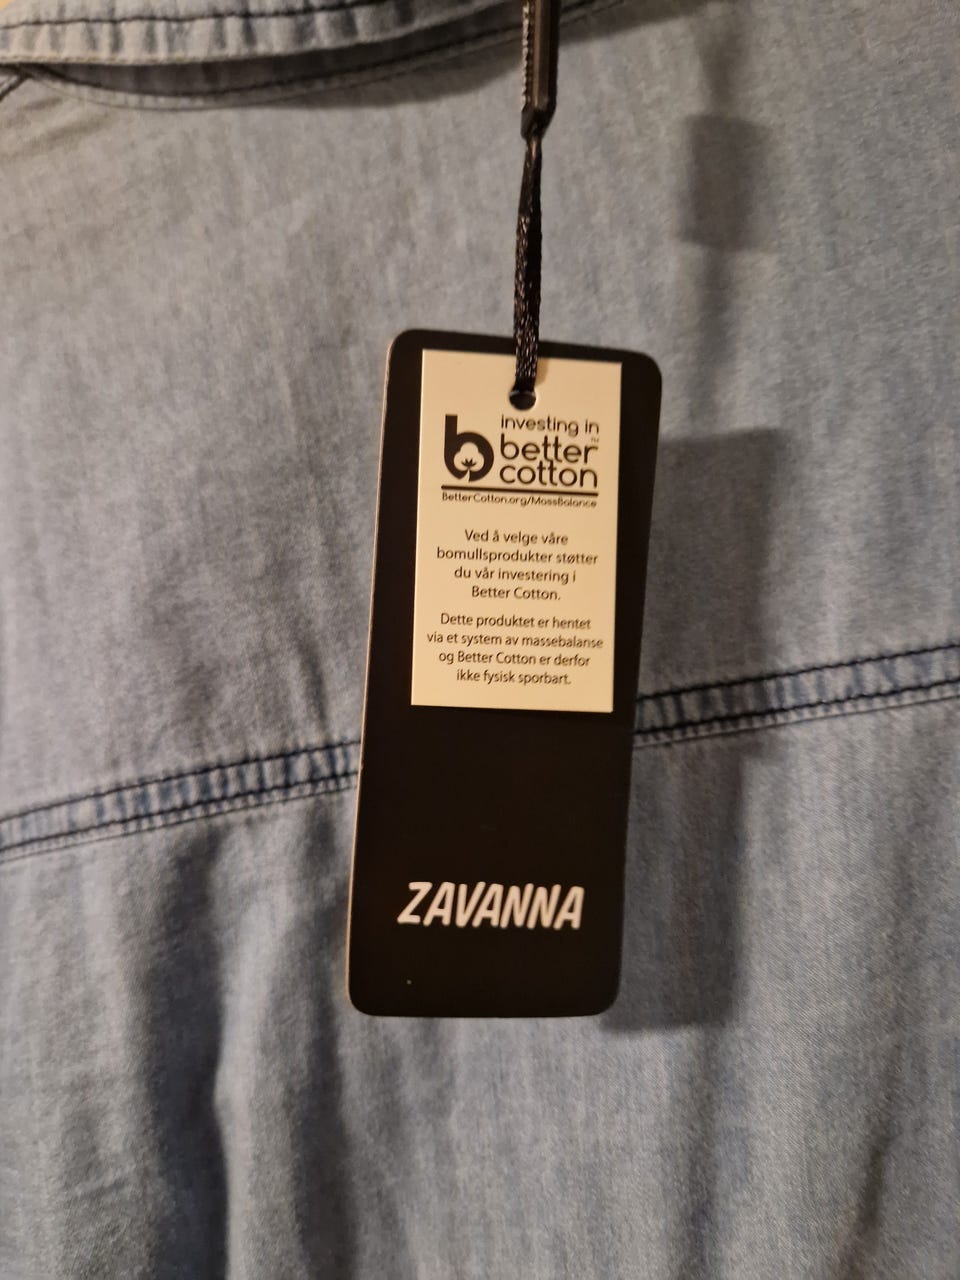 investing in
better™
cotton
BetterCotton.org/MassBalance
Ved å velge våre
bomullsprodukter støtter
du vår investering i
Better Cotton.
Dette produktet er hentet
via et system av massebalanse
og Better Cotton er derfor
ikke fysisk sporbart.
ZAVANNA